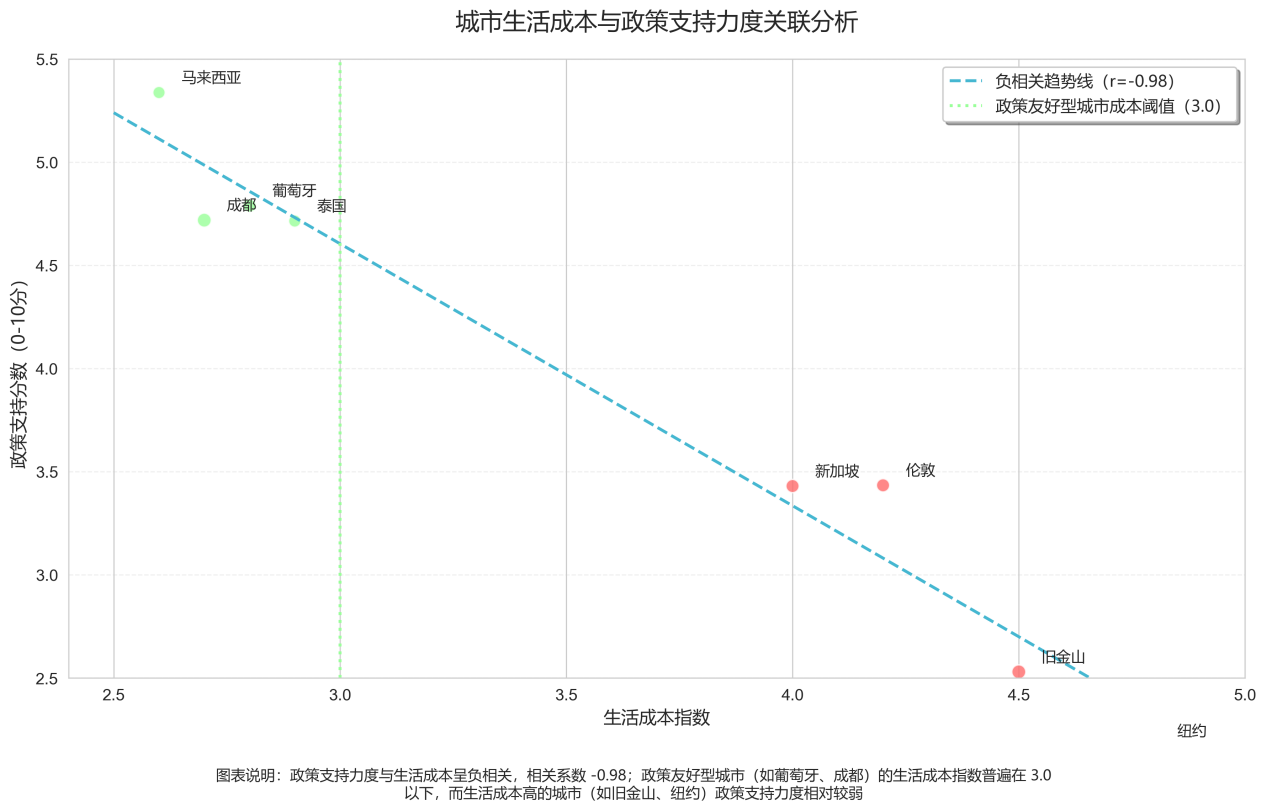 城市生活成本与政策支持力度关联分析
5.5
5.0
4.5
4.0
3.5
3.0
2.5
政策支持分数（0-10分）
负相关趋势线（r=-0.98）
政策友好型城市成本阈值（3.0）
马来西亚
葡萄牙
成都
泰国
新加坡
伦敦
旧金山
2.5
3.0
3.5
4.0
4.5
5.0
生活成本指数
纽约
图表说明：政策支持力度与生活成本呈负相关，相关系数 -0.98；政策友好型城市（如葡萄牙、成都）的生活成本指数普遍在 3.0
以下，而生活成本高的城市（如旧金山、纽约）政策支持力度相对较弱